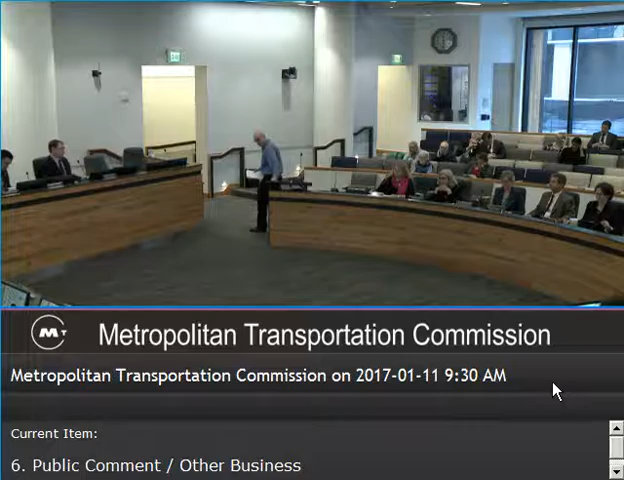 Metropolitan Transportation Commission
Metropolitan Transportation Commission on 2017-01-11 9:30 AM
Current Item:
6. Public Comment / Other Business